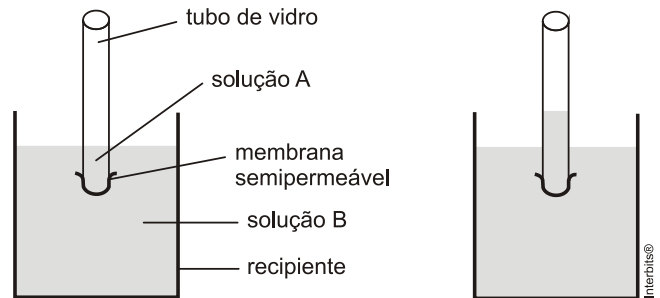 tubo de vidro
solução A
membrana
semipermeável
solução B
recipiente
Interbits®